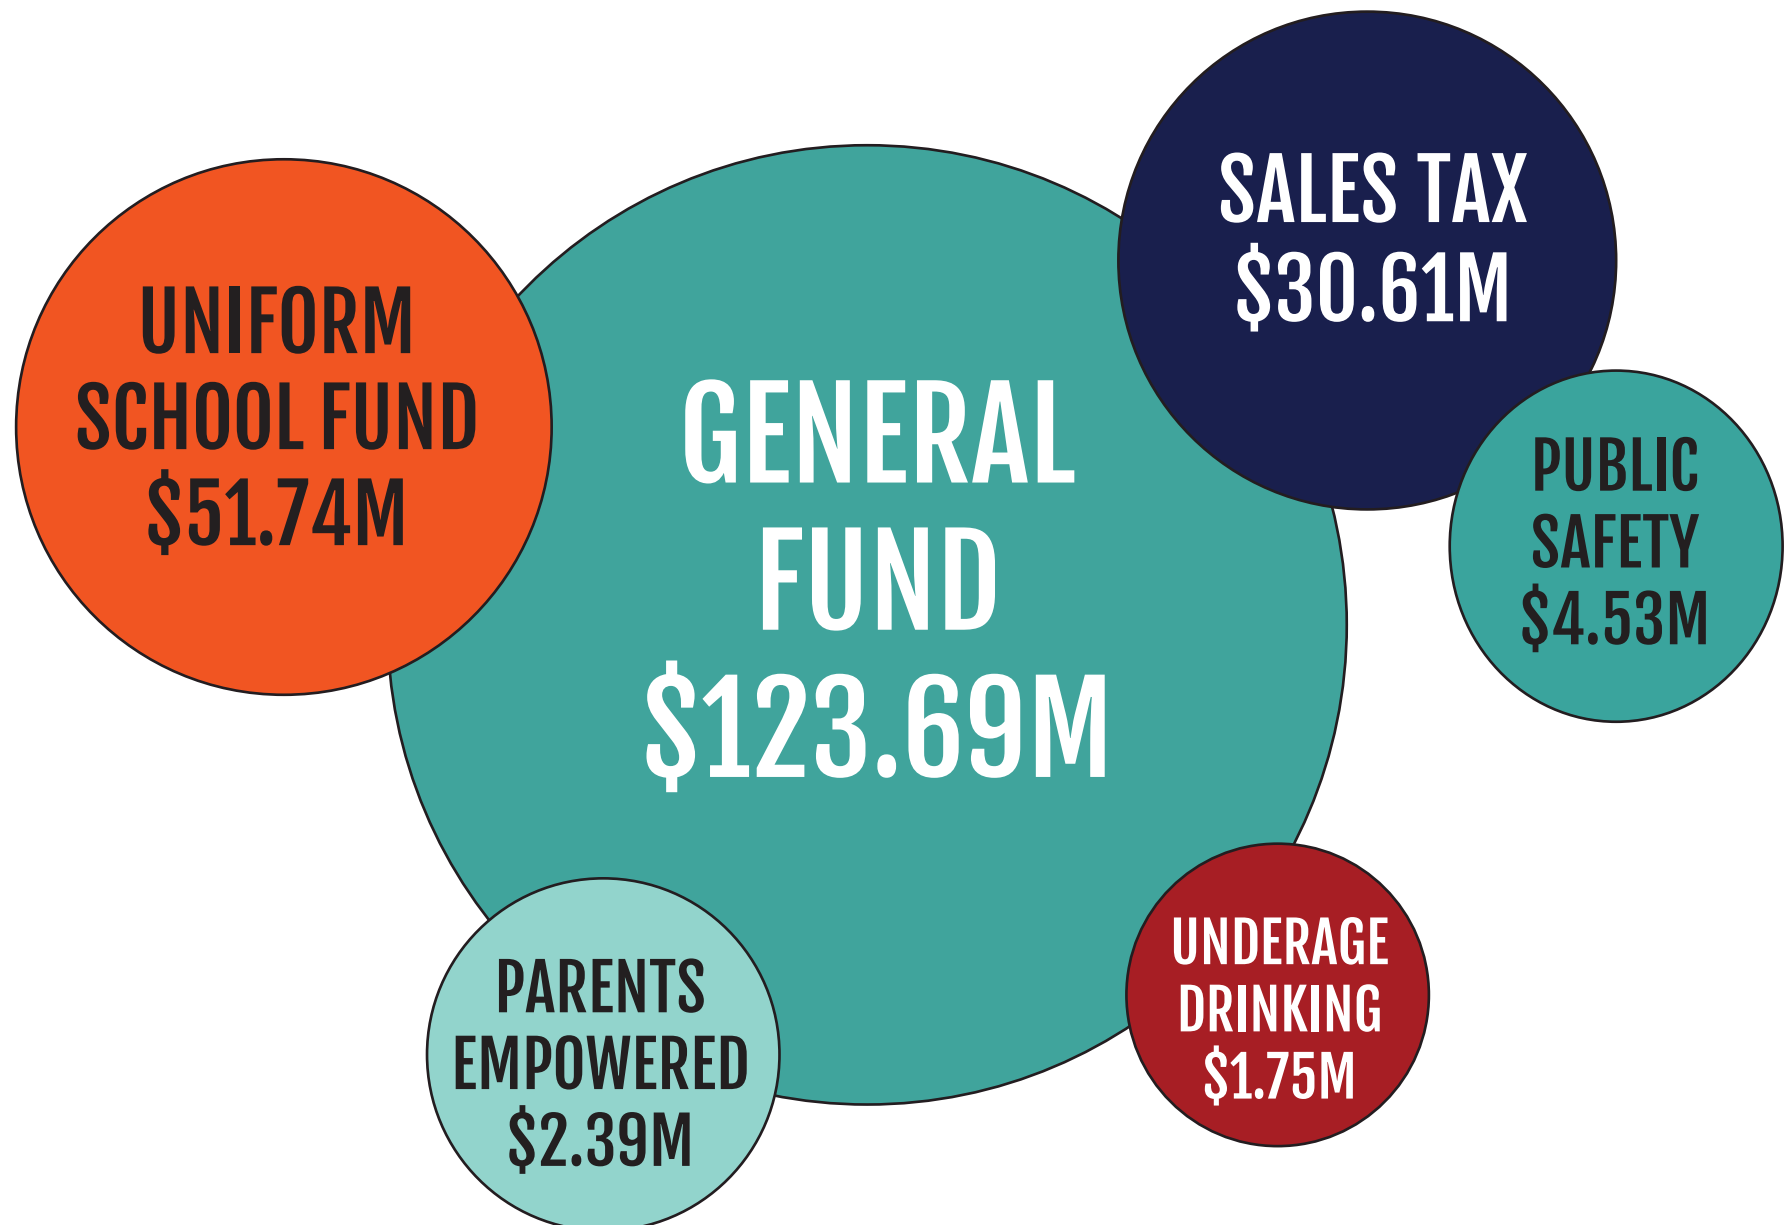 UNIFORM
SCHOOL FUND
$51.74M
GENERAL
FUND
$123.69M
SALES TAX
$30.61M
PUBLIC
SAFETY
$4.53M
PARENTS
EMPOWERED
$2.39M
UNDERAGE
DRINKING
$1.75M